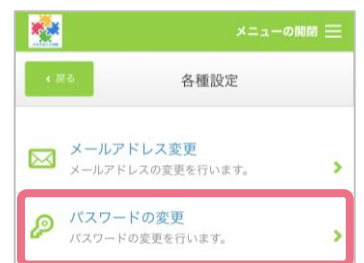 メニューの開閉
戻る
各種設定
メールアドレス変更
メールアドレスの変更を行います。
パスワードの変更
パスワードの変更を行います。